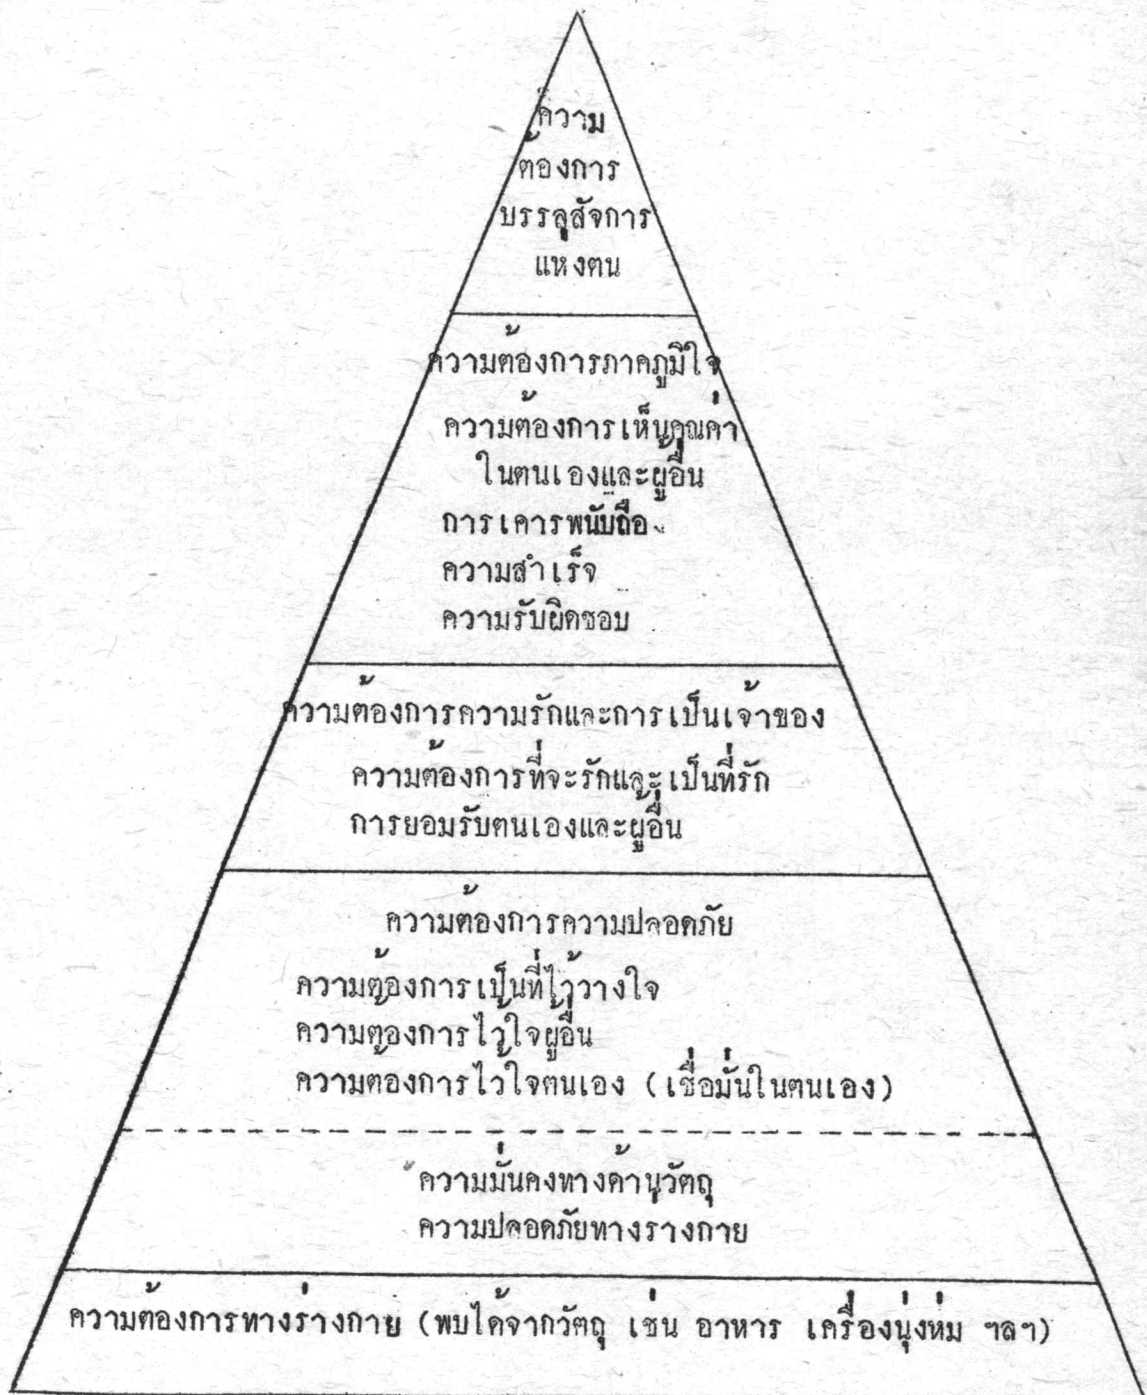 ความ
ต้องการ
บรรลุสัจการ
แห่งตน
ความต้องการภาคภูมิใจ
ความต้องการเห็นคุณค่า
ในตนเองและผู้อื่น
การเคารพนับถือ
ความสำเร็จ
ความรับผิดชอบ
ความต้องการความรักและการเป็นเจ้าของ
ความต้องการที่จะรักและเป็นที่รัก
การยอมรับตนเองและผู้อื่น
ความต้องการความปลอดภัย
ความต้องการเป็นที่ไว้วางใจ
ความต้องการไว้ใจผู้อื่น
ความต้องการไว้ใจตนเอง (เชื่อมั่นในตนเอง)
ความมั่นคงทางด้านวัตถุ
ความปลอดภัยทางร่างกาย
ความต้องการทางร่างกาย (พบได้จากวัตถุ เช่น อาหาร เครื่องนุ่งห่ม ฯลฯ)